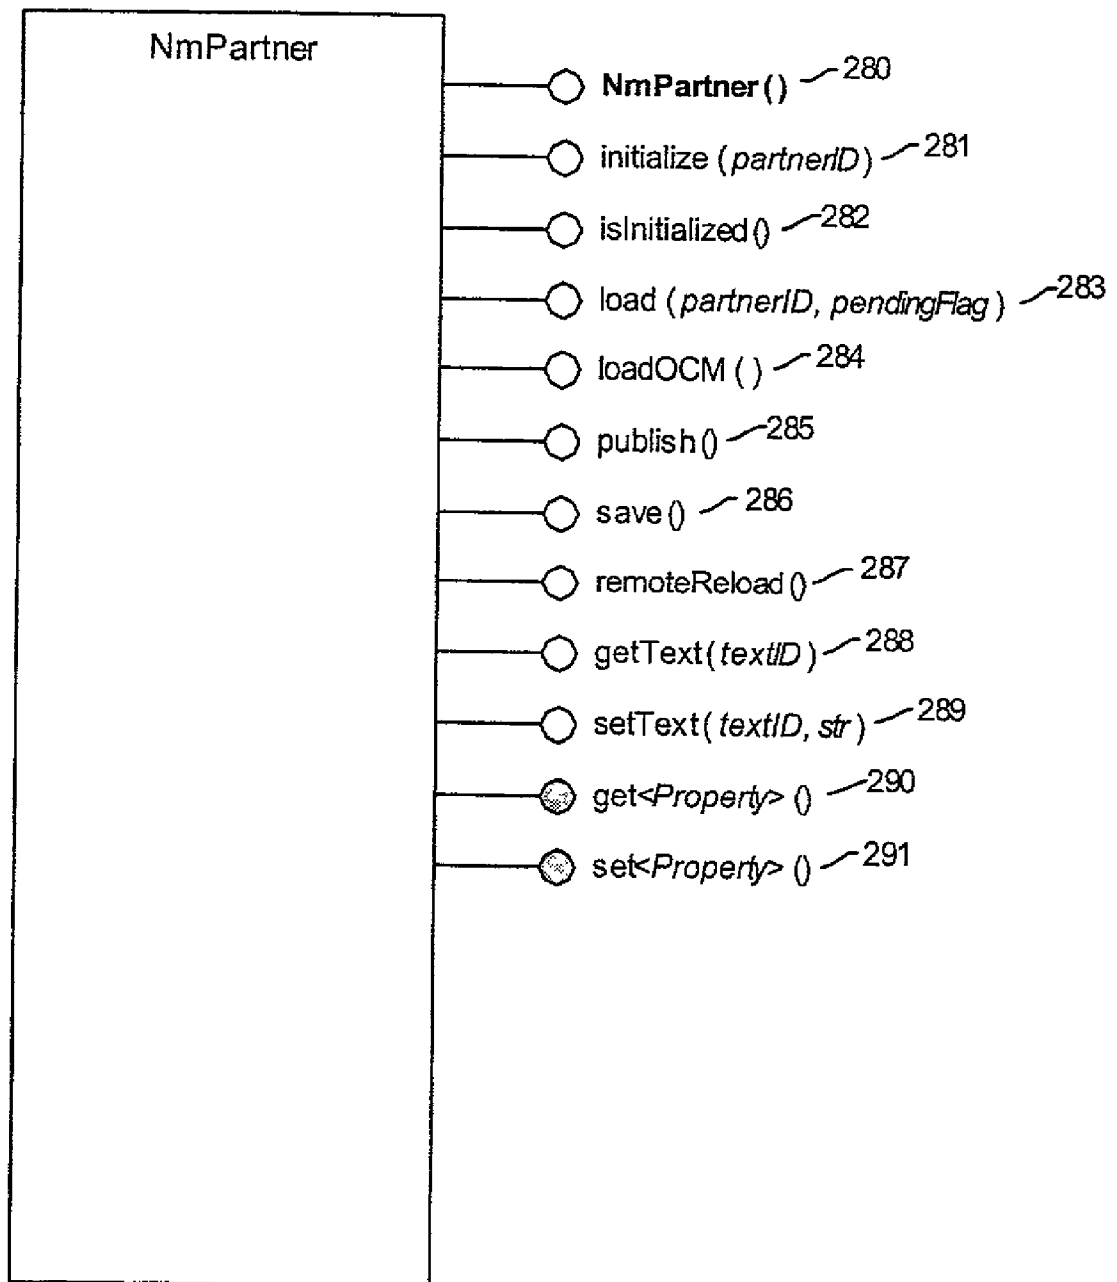 NmPartner
NmPartner() 280
initialize (partnerID) 281
isInitialized() 282
load (partnerID, pendingFlag) 283
loadOCM () 284
publish() 285
save() 286
remoteReload() 287
getText(textID) 288
setText(textID, str) 289
get<Property> () 290
set<Property> () 291